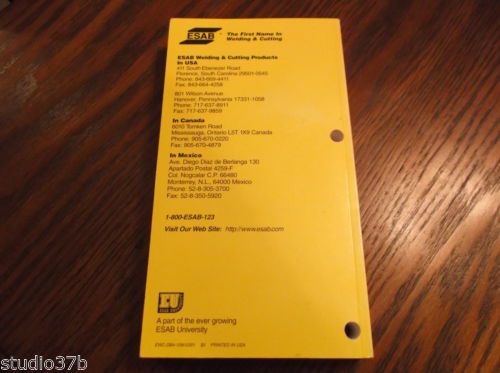 ESAB
The First Name In
Welding & Cutting
ESAB Welding & Cutting Products
In USA
411 South Ebenezer Road
Florence, South Carolina 29501-0545
Phone: 843-669-4411
Fax: 843-664-4258
801 Wilson Avenue
Hanover, Pennsylvania 17331-1058
Phone: 717-637-8911
Fax: 717-637-9859
In Canada
6010 Tomken Road
Mississauga, Ontario L5T 1X9 Canada
Phone: 905-670-0220
Fax: 905-670-4879
In Mexico
Ave. Diego Diaz de Berlanga 130
Apartado Postal 4259-F
Col. Nogcalar C.P. 66480
Monterrey, N.L., 64000 Mexico
Phone: 52-8-305-3700
Fax: 52-8-350-5920
1-800-ESAB-123
Visit Our Web Site: http://www.esab.com
EU
A part of the ever growing
ESAB University
PRINTED IN USA
studio37b